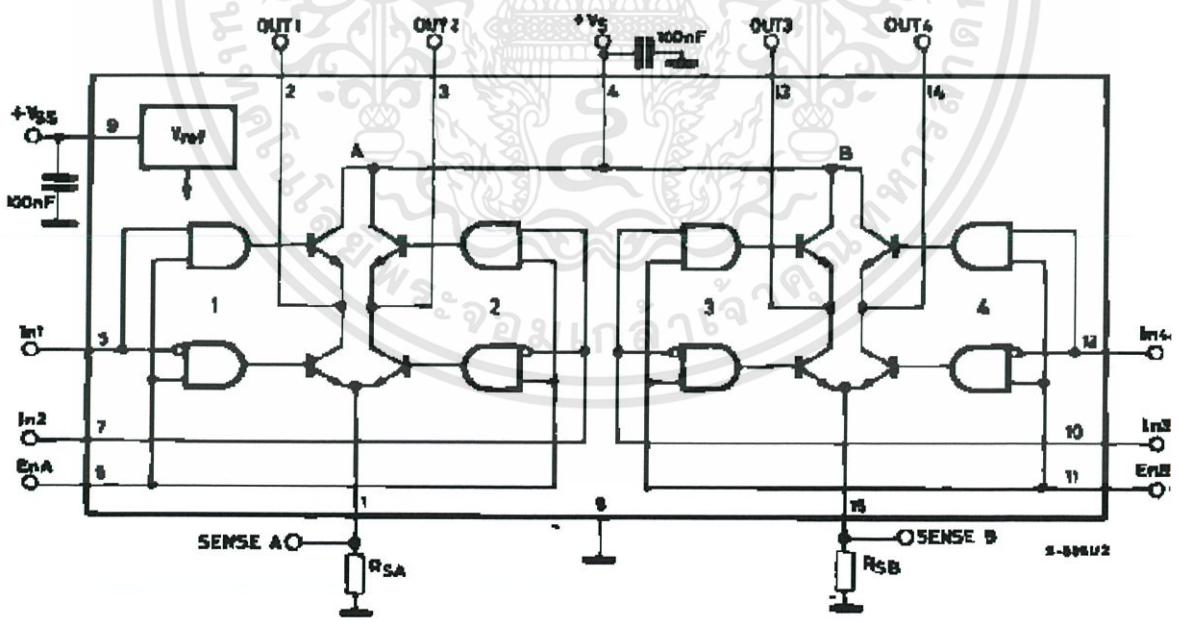 OUT1 OUT2 +Vs 100nF OUT3 OUT4
2 3 4 13 14
+Vss 9 Vref
100nF
A B
1 2 3 4
In1 5 12 In4
In2 7 10 In3
EnA 6 11 EnB
1 8 15
SENSE A SENSE B
RSA RSB